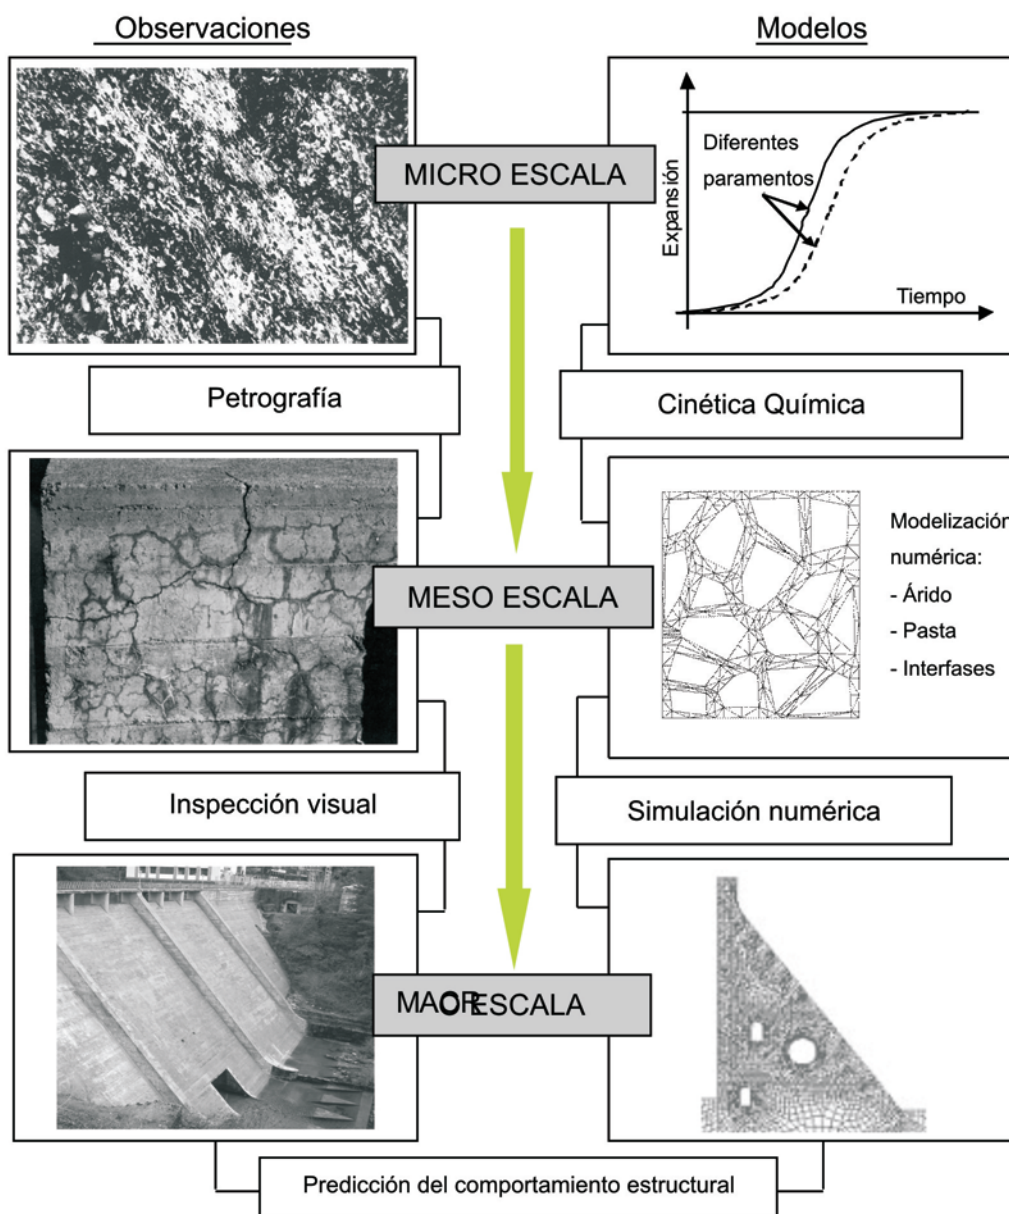 Observaciones
Modelos
MICRO ESCALA
Expansión
Diferentes
paramentos
Tiempo
Petrografía
Cinética Química
MESO ESCALA
Modelización
numérica:
- Árido
- Pasta
- Interfases
Inspección visual
Simulación numérica
ESCALA
Predicción del comportamiento estructural